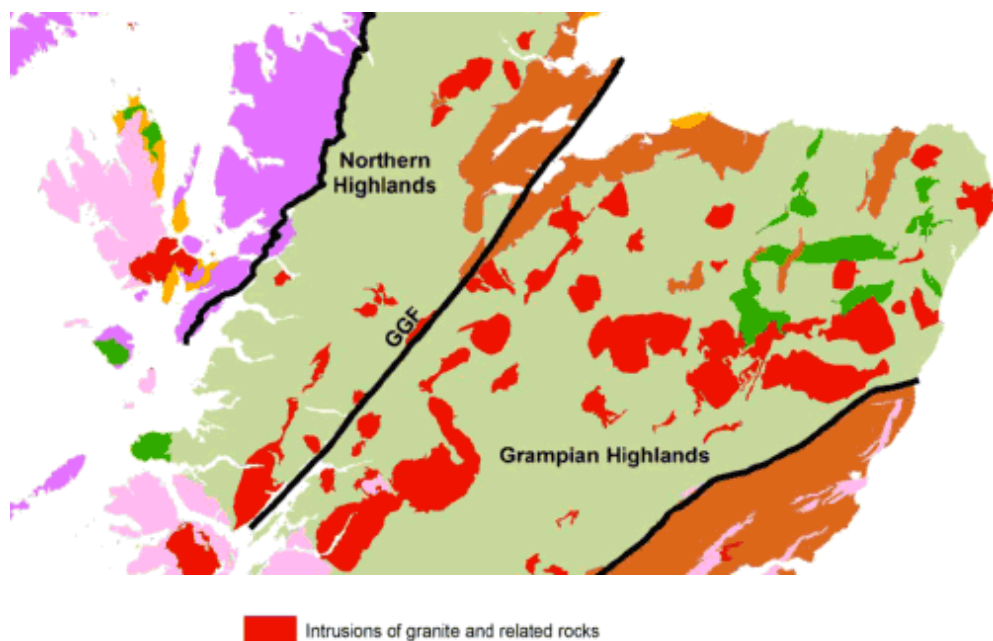 Northern
Highlands
GGF
Grampian Highlands
Intrusions of granite and related rocks